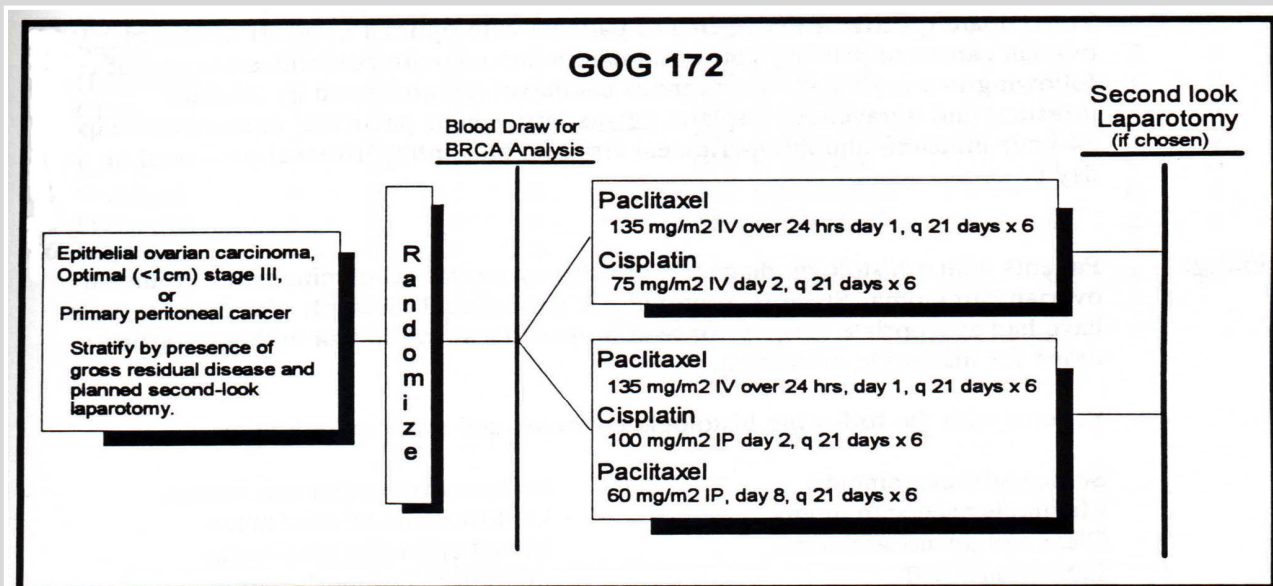 GOG 172
Second look
Laparotomy
(if chosen)
Blood Draw for
BRCA Analysis
Epithelial ovarian carcinoma,
Optimal (<1cm) stage III,
or
Primary peritoneal cancer
Stratify by presence of
gross residual disease and
planned second-look
laparotomy.
Randomize
Paclitaxel
135 mg/m2 IV over 24 hrs day 1, q 21 days x 6
Cisplatin
75 mg/m2 IV day 2, q 21 days x 6
Paclitaxel
135 mg/m2 IV over 24 hrs, day 1, q 21 days x 6
Cisplatin
100 mg/m2 IP day 2, q 21 days x 6
Paclitaxel
60 mg/m2 IP, day 8, q 21 days x 6